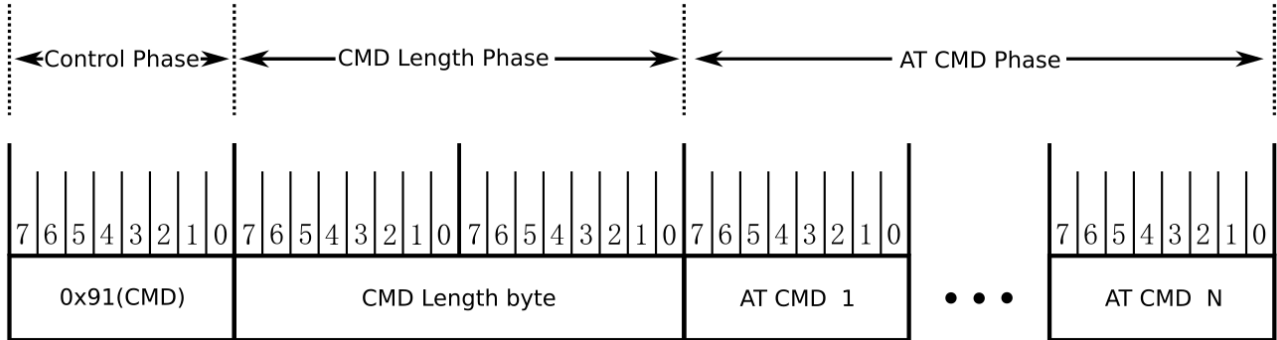 Control Phase CMD Length Phase AT CMD Phase
7 6 5 4 3 2 1 0 7 6 5 4 3 2 1 0 7 6 5 4 3 2 1 0 7 6 5 4 3 2 1 0 7 6 5 4 3 2 1 0
0x91(CMD) CMD Length byte AT CMD 1 ••• AT CMD N